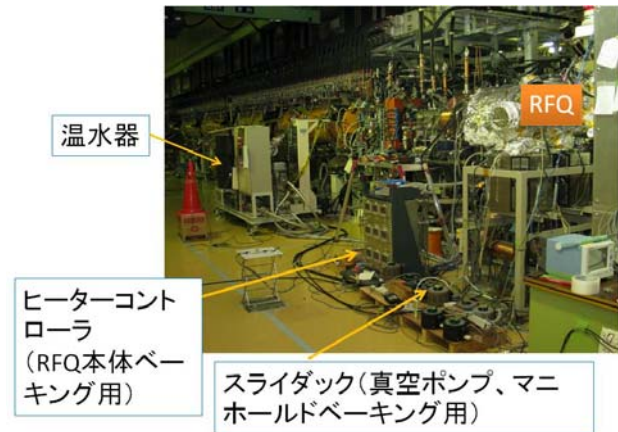 RFQ
温水器
ヒーターコント
ローラ
(RFQ本体ベー
キング用)
スライダック(真空ポンプ、マニ
ホールドベーキング用)